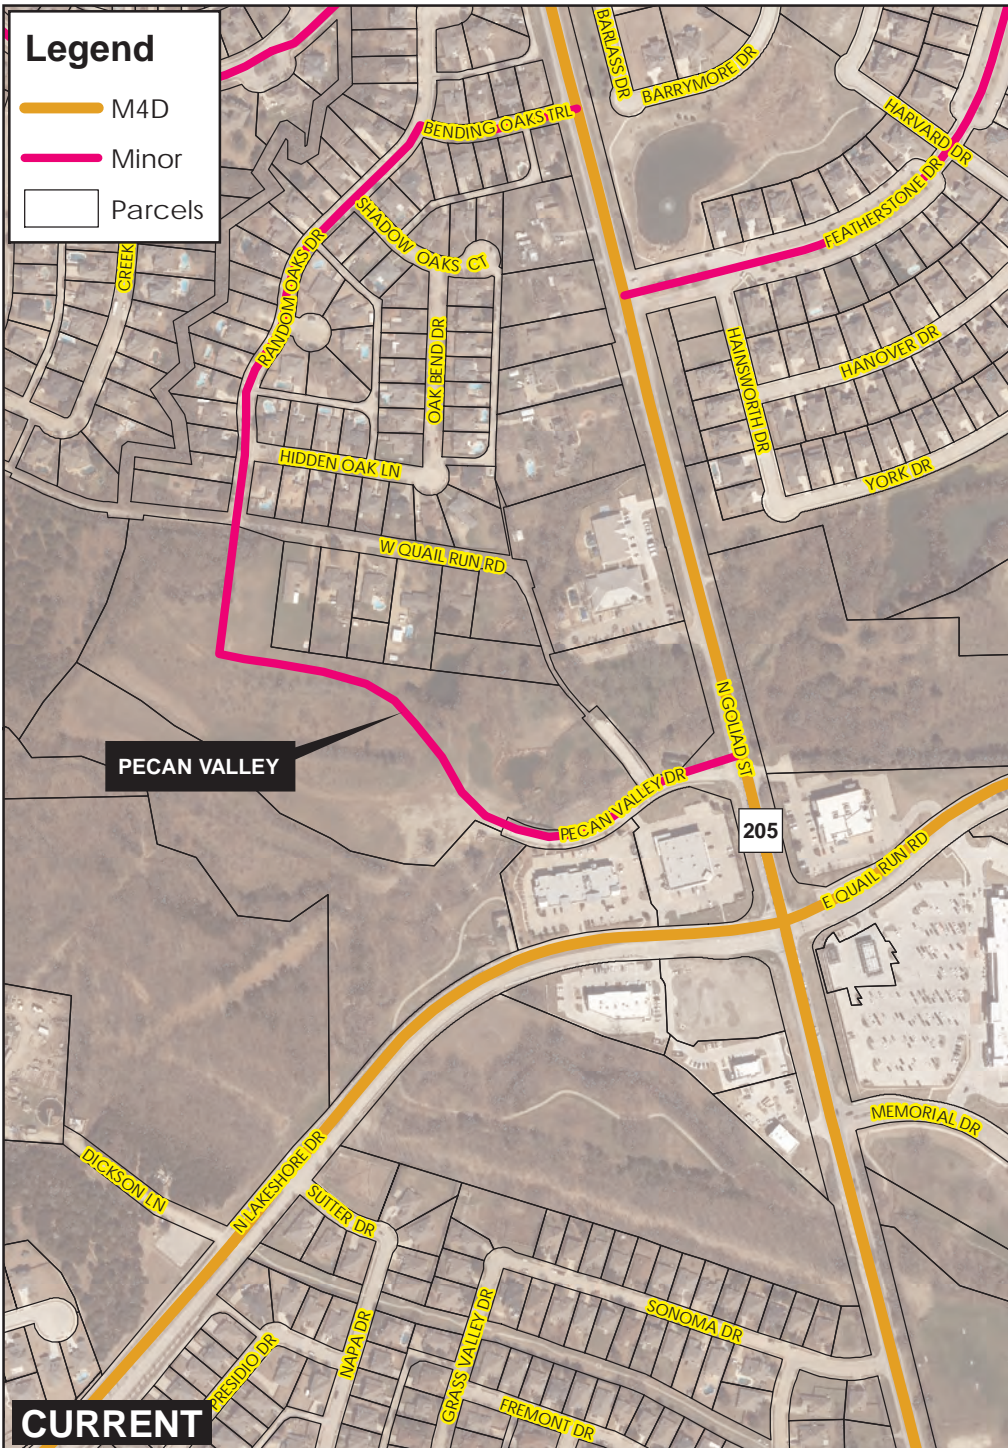 Legend
M4D
Minor
Parcels
BARLASS DR
BARRYMORE DR
HARVARD DR
BENDING OAKS TRL
FEATHERSTONE DR
SHADOW OAKS CT
RANDOM OAKS DR
CREEK
OAK BEND DR
HAINSWORTH DR
HANOVER DR
HIDDEN OAK LN
YORK DR
W QUAIL RUN RD
N GOLIAD ST
PECAN VALLEY
PECAN VALLEY DR
205
E QUAIL RUN RD
MEMORIAL DR
N LAKESHORE DR
DICKSON LN
SUTTER DR
SONOMA DR
NAPA DR
GRASS VALLEY DR
PRESIDIO DR
FREMONT DR
CURRENT